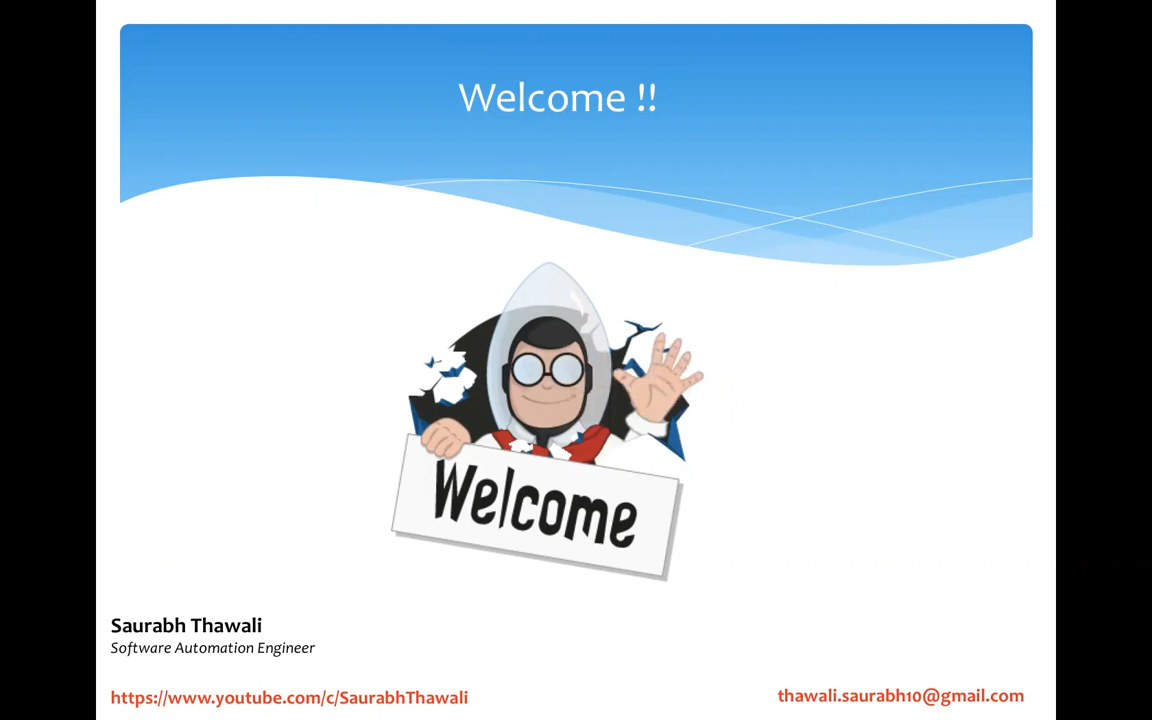 Welcome !!
Welcome
Saurabh Thawali
Software Automation Engineer
https://www.youtube.com/c/SaurabhThawali
thawali.saurabh10@gmail.com